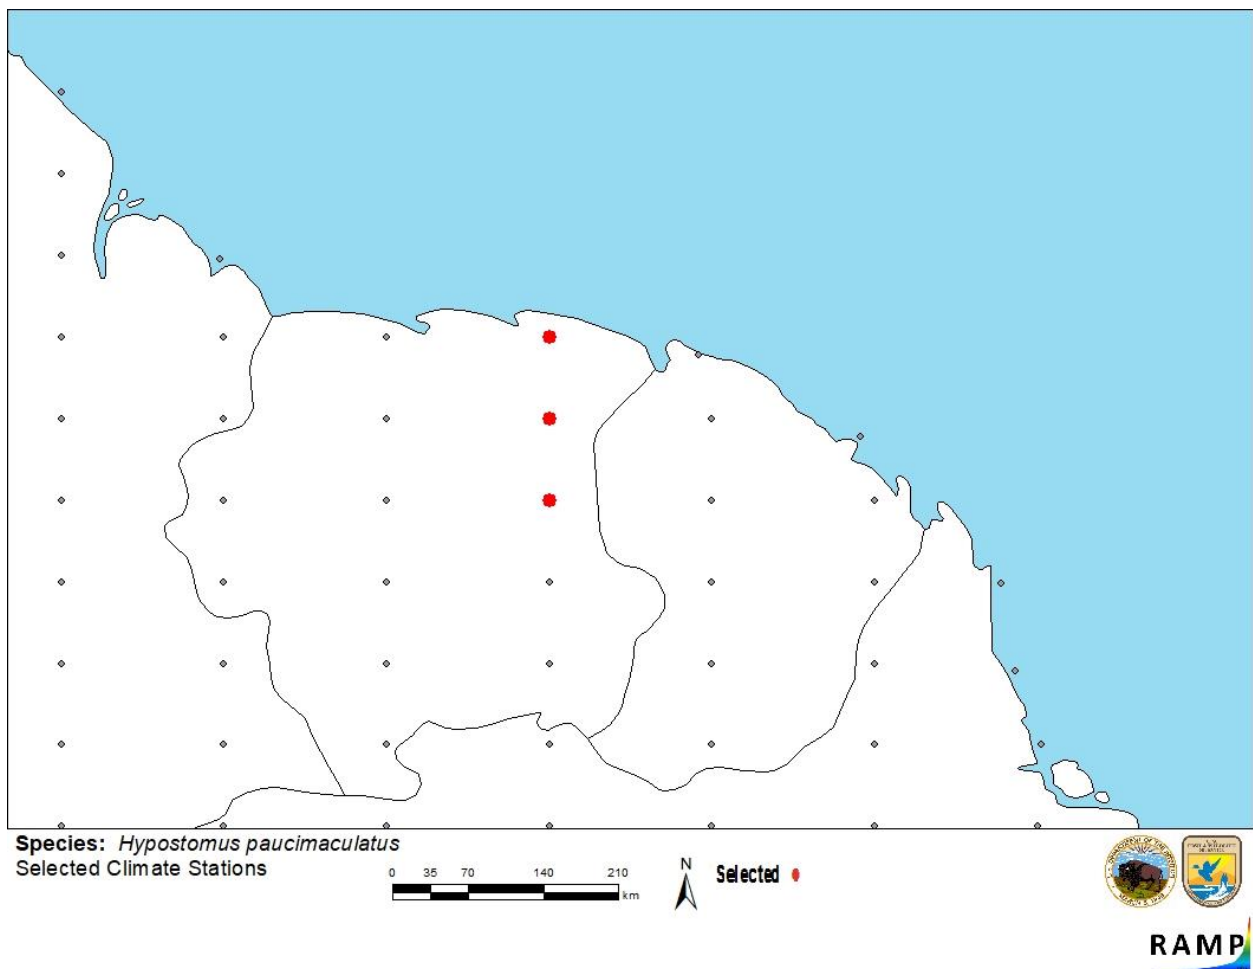 Species: Hypostomus paucimaculatus
Selected Climate Stations
0 35 70 140 210
km
N
Selected
RAMP